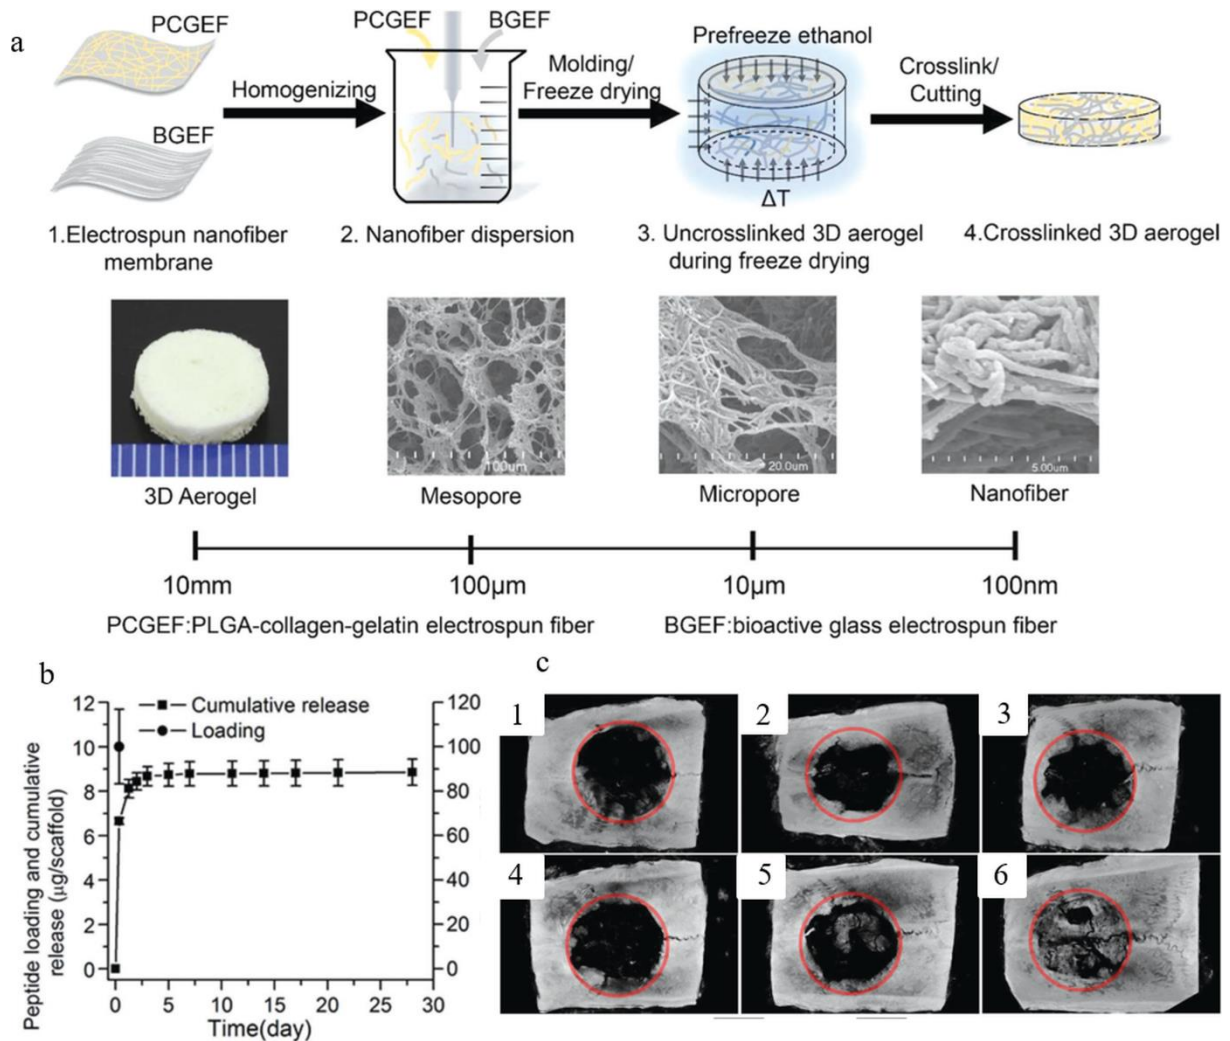 a
PCGEF
BGEF
Homogenizing
PCGEF
BGEF
Molding/
Freeze drying
Prefreeze ethanol
ΔT
Crosslink/
Cutting
1.Electrospun nanofiber
membrane
2. Nanofiber dispersion
3. Uncrosslinked 3D aerogel
during freeze drying
4.Crosslinked 3D aerogel
100um
20.0um
5.00um
3D Aerogel
Mesopore
Micropore
Nanofiber
10mm
100μm
10μm
100nm
PCGEF:PLGA-collagen-gelatin electrospun fiber
BGEF:bioactive glass electrospun fiber
b
Peptide loading and cumulative
release (μg/scaffold)
12
10
8
6
4
2
0
Cumulative release
Loading
120
100
80
60
40
20
0
0
5
10
15
20
25
30
Time(day)
c
1
2
3
4
5
6